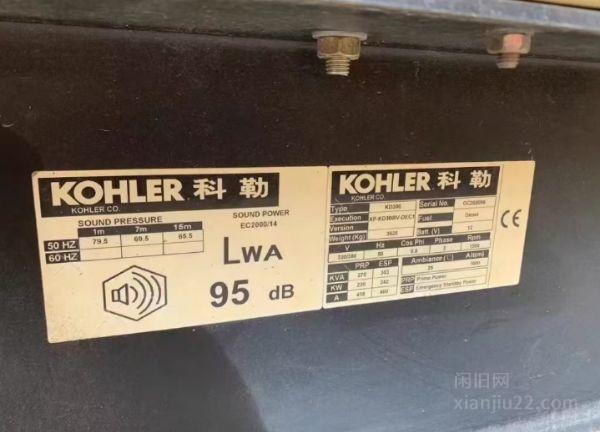 KOHLER 科勒
KOHLER CO.
SOUND PRESSURE
1m 7m 15m
50 HZ 79.5 69.5 65.5
60 HZ
SOUND POWER
EC2000/14
LWA
95 dB
KOHLER 科勒
KOHLER CO.
Type Serial No.
Execution Fuel Diesel
Version
Weight (Kg) Batt. (V) 12
V Hz Cos Phi Phase Rpm
50 0.8 3 1500
PRP ESP Ambiance (℃) Alt(m)
KVA 25
KW PRP Prime Power
A ESP Emergency Standby Power
CE
闲旧网
xianjiu22.com